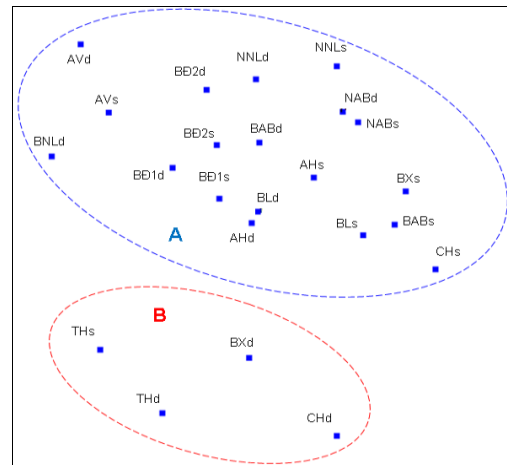 AVd
BĐ2d
NNLd
NNLs
AVs
NABd
NABs
BNLd
BĐ2s
BABd
BĐ1d
BĐ1s
AHs
BXs
BLd
AHd
A
BLs
BABs
CHs
THs
B
BXd
THd
CHd